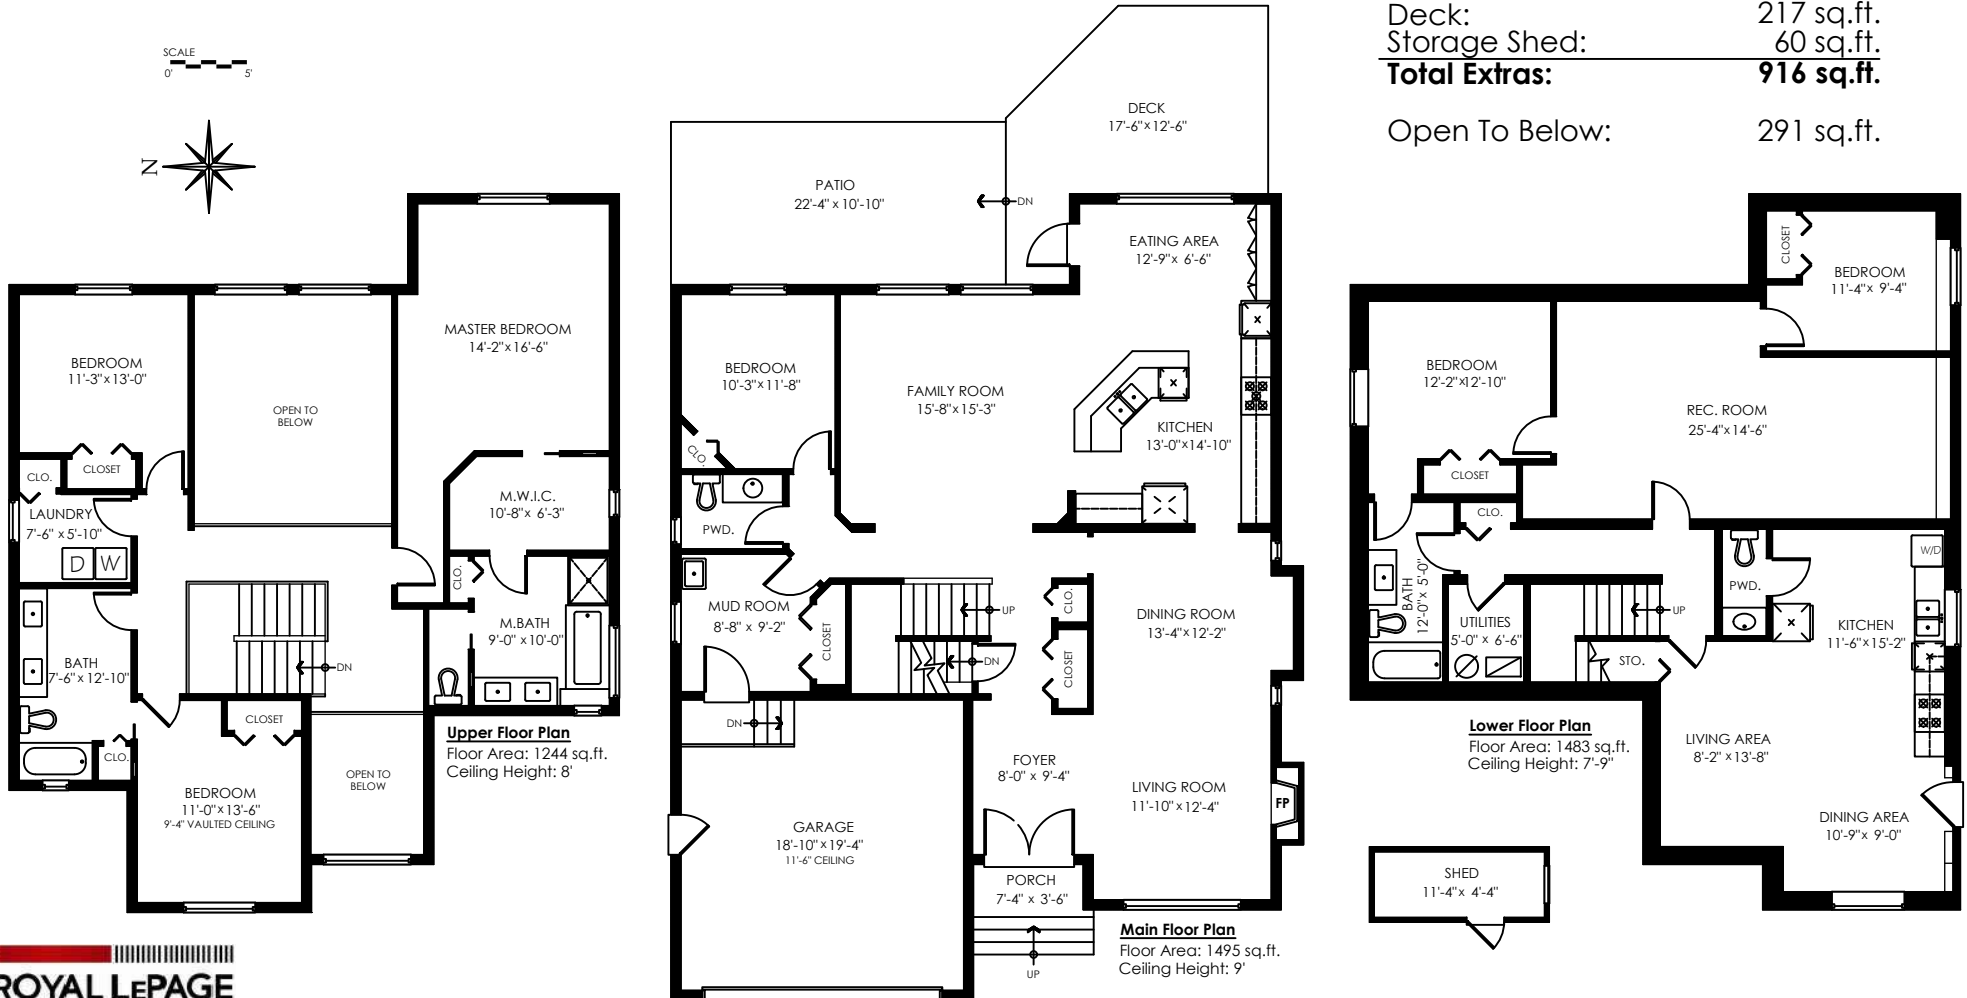 SCALE
0' 5'
N
BEDROOM
11'-3"x13'-0"
OPEN TO
BELOW
MASTER BEDROOM
14'-2"x16'-6"
CLO.
CLOSET
LAUNDRY
7'-6" x 5'-10"
D W
M.W.I.C.
10'-8"x 6'-3"
CLO.
M.BATH
9'-0" x10'-0"
BATH
7'-6" x 12'-10"
DN
CLOSET
CLO.
BEDROOM
11'-0"x13'-6"
9'-4" VAULTED CEILING
OPEN TO
BELOW
Upper Floor Plan
Floor Area: 1244 sq.ft.
Ceiling Height: 8'
ROYAL LEPAGE
DECK
17'-6"x12'-6"
PATIO
22'-4" x 10'-10"
DN
EATING AREA
12'-9"x 6'-6"
BEDROOM
10'-3"x11'-8"
FAMILY ROOM
15'-8"x15'-3"
KITCHEN
13'-0"x14'-10"
CLO.
PWD.
MUD ROOM
8'-8" x 9'-2"
CLOSET
UP
DN
CLO.
CLOSET
DINING ROOM
13'-4"x12'-2"
DN
FOYER
8'-0" x 9'-4"
LIVING ROOM
11'-10"x12'-4"
FP
GARAGE
18'-10"x19'-4"
11'-6" CEILING
PORCH
7'-4" x 3'-6"
UP
Main Floor Plan
Floor Area: 1495 sq.ft.
Ceiling Height: 9'
Deck: 217 sq.ft.
Storage Shed: 60 sq.ft.
Total Extras: 916 sq.ft.
Open To Below: 291 sq.ft.
CLOSET
BEDROOM
11'-4"x 9'-4"
BEDROOM
12'-2"x12'-10"
REC. ROOM
25'-4"x14'-6"
CLOSET
CLO.
BATH
12'-0"x 5'-0"
UTILITIES
5'-0" x 6'-6"
UP
STO.
PWD.
W/D
KITCHEN
11'-6"x15'-2"
Lower Floor Plan
Floor Area: 1483 sq.ft.
Ceiling Height: 7'-9"
LIVING AREA
8'-2"x13'-8"
DINING AREA
10'-9"x 9'-0"
SHED
11'-4"x 4'-4"